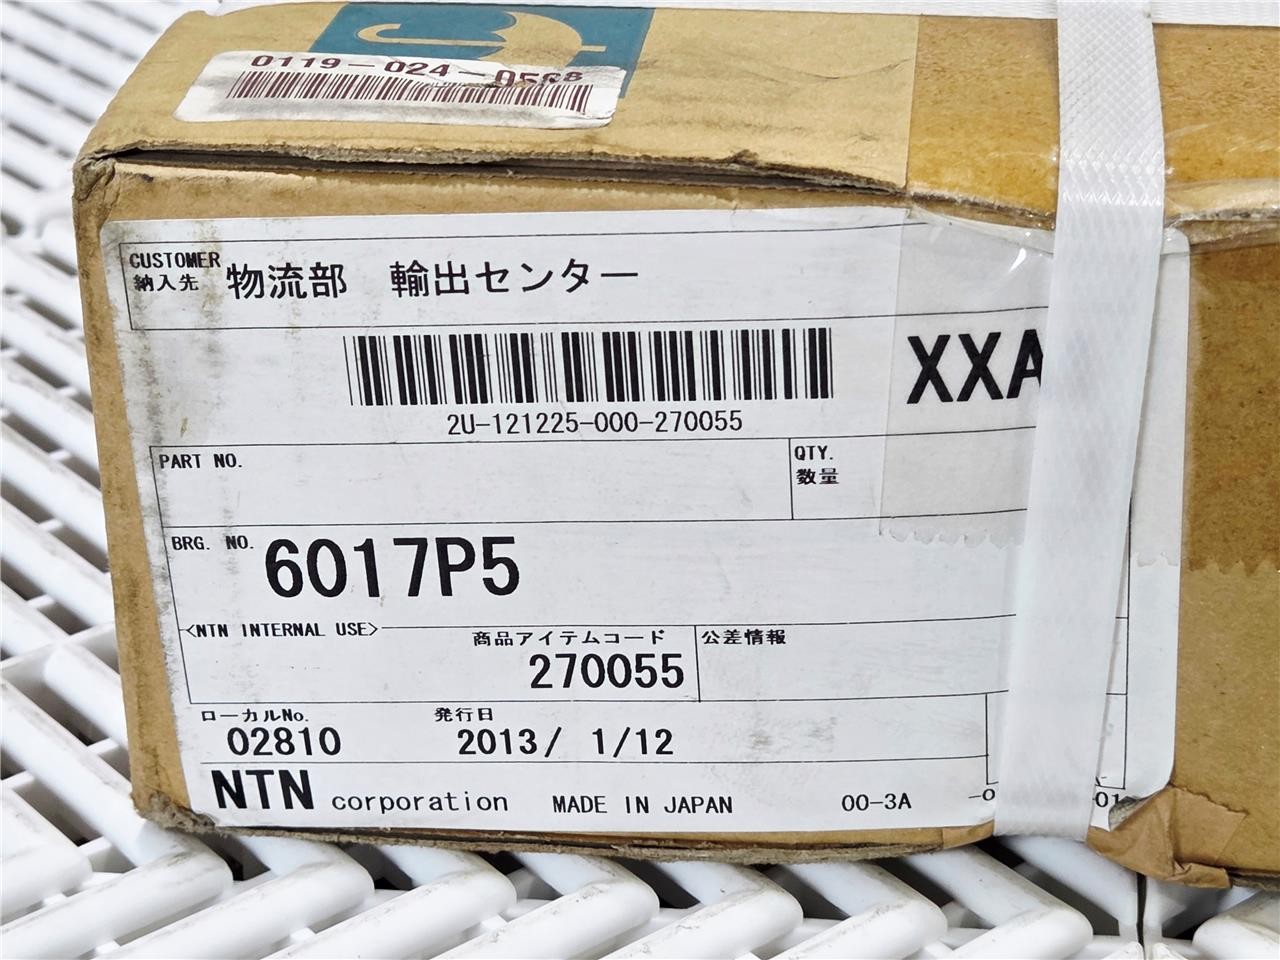 0119-024-0588
CUSTOMER
納入先
物流部 輸出センター
2U-121225-000-270055
XXA
PART NO.
QTY.
数量
BRG. NO.
6017P5
<NTN INTERNAL USE>
商品アイテムコード
270055
公差情報
ローカルNo.
02810
発行日
2013/ 1/12
NTN corporation
MADE IN JAPAN
00-3A